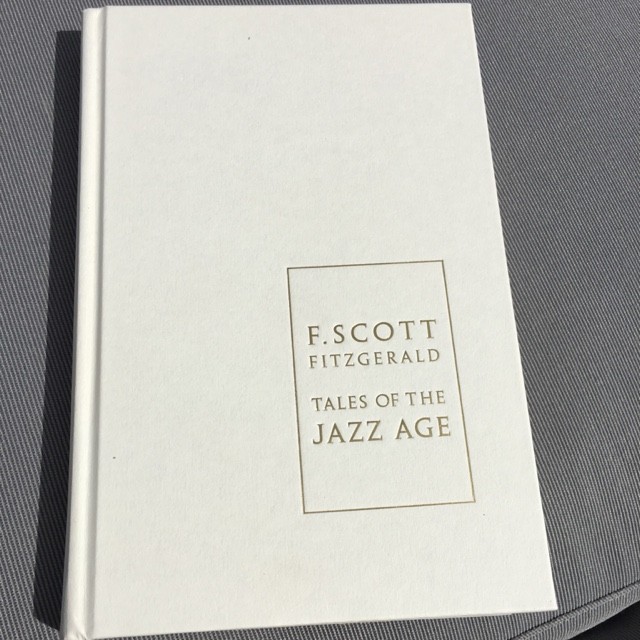 F. SCOTT
FITZGERALD
TALES OF THE
JAZZ AGE